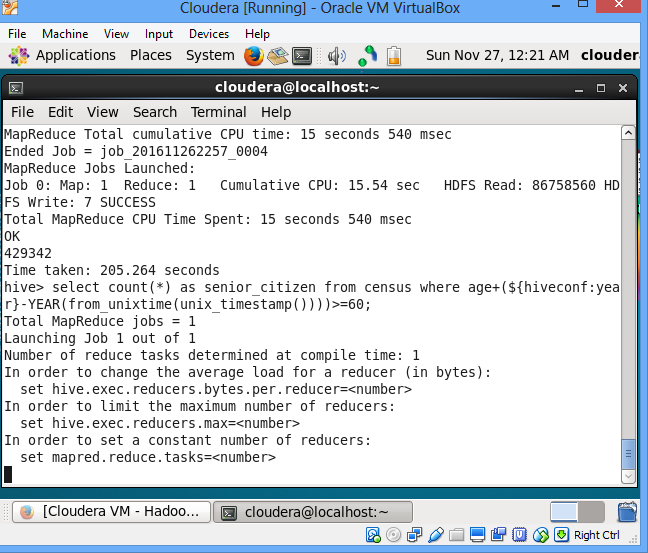 Cloudera [Running] - Oracle VM VirtualBox
File Machine View Input Devices Help
Applications Places System Sun Nov 27, 12:21 AM clouder
cloudera@localhost:~
File Edit View Search Terminal Help
MapReduce Total cumulative CPU time: 15 seconds 540 msec
Ended Job = job_201611262257_0004
MapReduce Jobs Launched:
Job 0: Map: 1  Reduce: 1   Cumulative CPU: 15.54 sec   HDFS Read: 86758560 HD
FS Write: 7 SUCCESS
Total MapReduce CPU Time Spent: 15 seconds 540 msec
OK
429342
Time taken: 205.264 seconds
hive> select count(*) as senior_citizen from census where age+(${hiveconf:yea
r}-YEAR(from_unixtime(unix_timestamp())))>=60;
Total MapReduce jobs = 1
Launching Job 1 out of 1
Number of reduce tasks determined at compile time: 1
In order to change the average load for a reducer (in bytes):
  set hive.exec.reducers.bytes.per.reducer=<number>
In order to limit the maximum number of reducers:
  set hive.exec.reducers.max=<number>
In order to set a constant number of reducers:
  set mapred.reduce.tasks=<number>
[Cloudera VM - Hadoo... cloudera@localhost:~
Right Ctrl